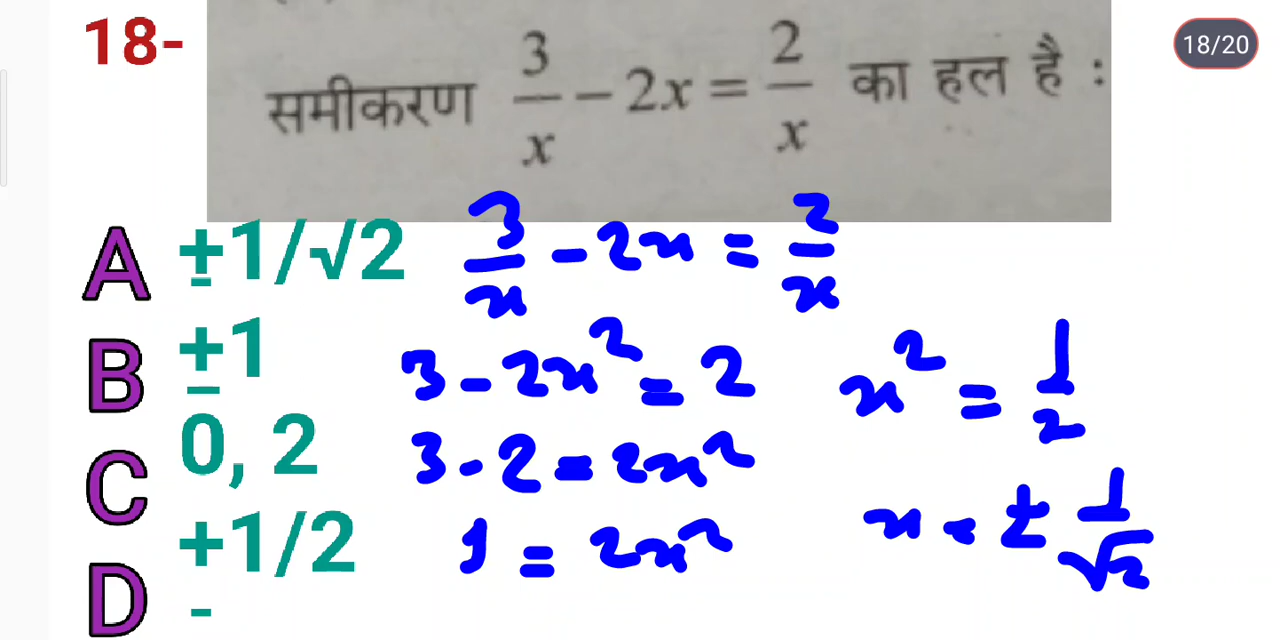 18-
18/20
समीकरण 3/x − 2x = 2/x का हल है :
A ±1/√2
B ±1
C 0, 2
D ±1/2
3/x − 2x = 2/x
3 − 2x² = 2
3 - 2 = 2x²
1 = 2x²
x² = 1/2
x = ± 1/√2